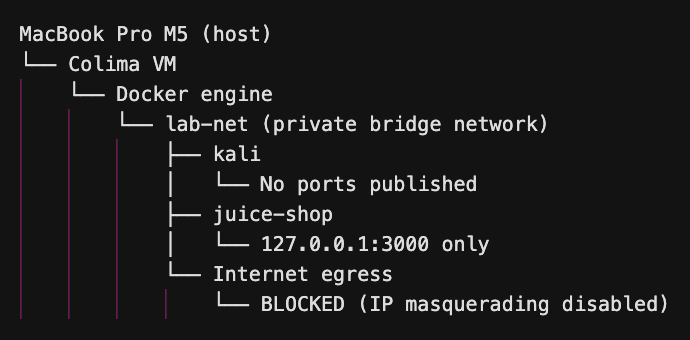 MacBook Pro M5 (host)
└── Colima VM
└── Docker engine
└── lab-net (private bridge network)
├── kali
│ └── No ports published
├── juice-shop
│ └── 127.0.0.1:3000 only
└── Internet egress
└── BLOCKED (IP masquerading disabled)